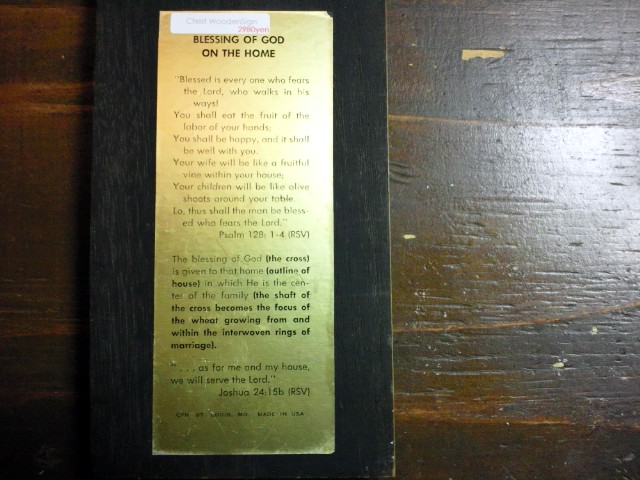 Christ WoodenSign
2980yen
BLESSING OF GOD
ON THE HOME
"Blessed is every one who fears
the Lord, who walks in his
ways!
You shall eat the fruit of the
labor of your hands;
You shall be happy, and it shall
be well with you.
Your wife will be like a fruitful
vine within your house;
Your children will be like olive
shoots around your table.
Lo, thus shall the man be bless-
ed who fears the Lord."
Psalm 128: 1-4 (RSV)
The blessing of God (the cross)
is given to that home (outline of
house) in which He is the cen-
ter of the family (the shaft of
the cross becomes the focus of
the wheat growing from and
within the interwoven rings of
marriage).
". . . as for me and my house,
we will serve the Lord."
Joshua 24:15b (RSV)
CPH ST. LOUIS, MO. MADE IN USA